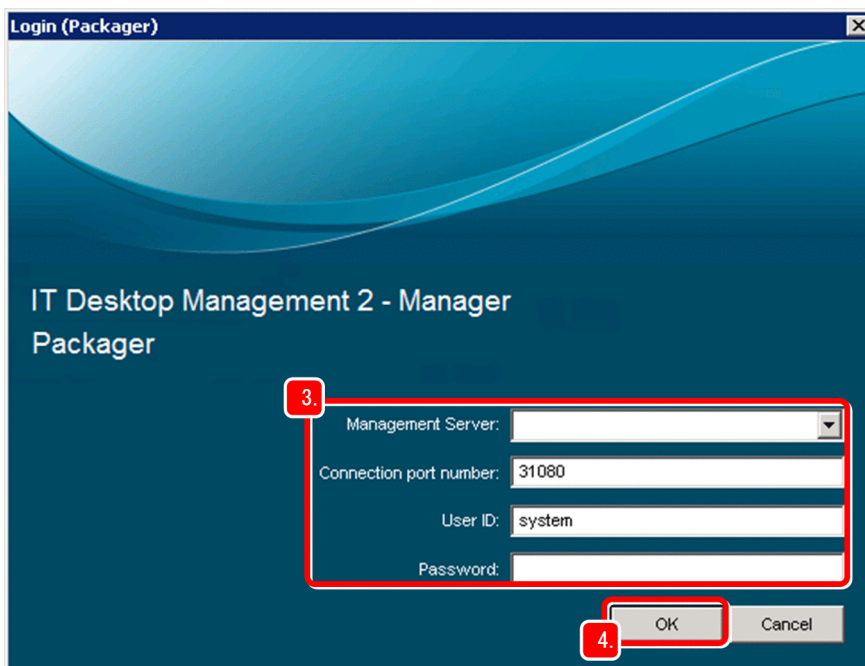 Login (Packager)
IT Desktop Management 2 - Manager
Packager
3.
Management Server:
Connection port number: 31080
User ID: system
Password:
4.
OK Cancel